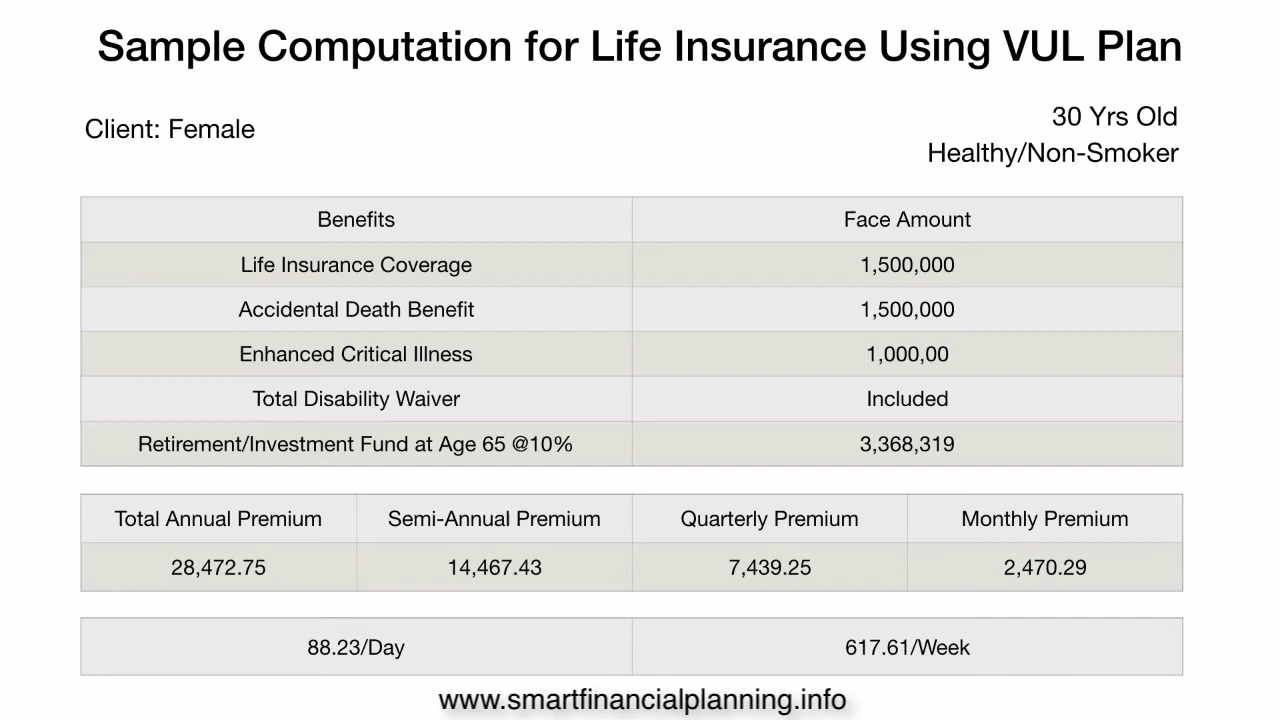 Sample Computation for Life Insurance Using VUL Plan
Client: Female
30 Yrs Old
Healthy/Non-Smoker
Benefits Face Amount
Life Insurance Coverage 1,500,000
Accidental Death Benefit 1,500,000
Enhanced Critical Illness 1,000,00
Total Disability Waiver Included
Retirement/Investment Fund at Age 65 @10% 3,368,319
Total Annual Premium Semi-Annual Premium Quarterly Premium Monthly Premium
28,472.75 14,467.43 7,439.25 2,470.29
88.23/Day 617.61/Week
www.smartfinancialplanning.info